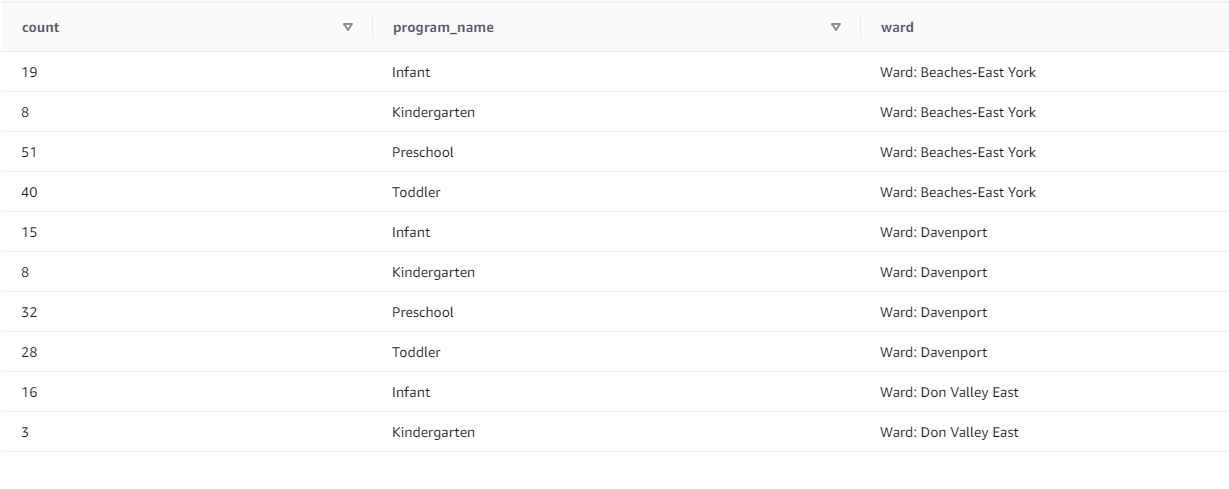 count program_name ward
19 Infant Ward: Beaches-East York
8 Kindergarten Ward: Beaches-East York
51 Preschool Ward: Beaches-East York
40 Toddler Ward: Beaches-East York
15 Infant Ward: Davenport
8 Kindergarten Ward: Davenport
32 Preschool Ward: Davenport
28 Toddler Ward: Davenport
16 Infant Ward: Don Valley East
3 Kindergarten Ward: Don Valley East